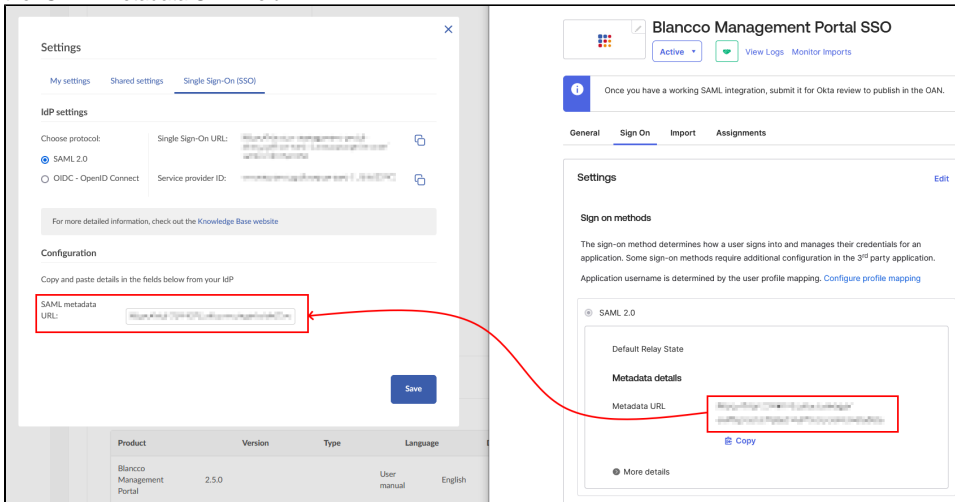 Settings
My settings Shared settings Single Sign-On (SSO)
IdP settings
Choose protocol: Single Sign-On URL:
SAML 2.0
OIDC - OpenID Connect Service provider ID:
For more detailed information, check out the Knowledge Base website
Configuration
Copy and paste details in the fields below from your IdP
SAML metadata
URL:
Save
Product Version Type Language
Blancco
Management
Portal
2.5.0
User
manual
English
Blancco Management Portal SSO
Active View Logs Monitor Imports
Once you have a working SAML integration, submit it for Okta review to publish in the OAN.
General Sign On Import Assignments
Settings Edit
Sign on methods
The sign-on method determines how a user signs into and manages their credentials for an
application. Some sign-on methods require additional configuration in the 3rd party application.
Application username is determined by the user profile mapping. Configure profile mapping
SAML 2.0
Default Relay State
Metadata details
Metadata URL
Copy
More details